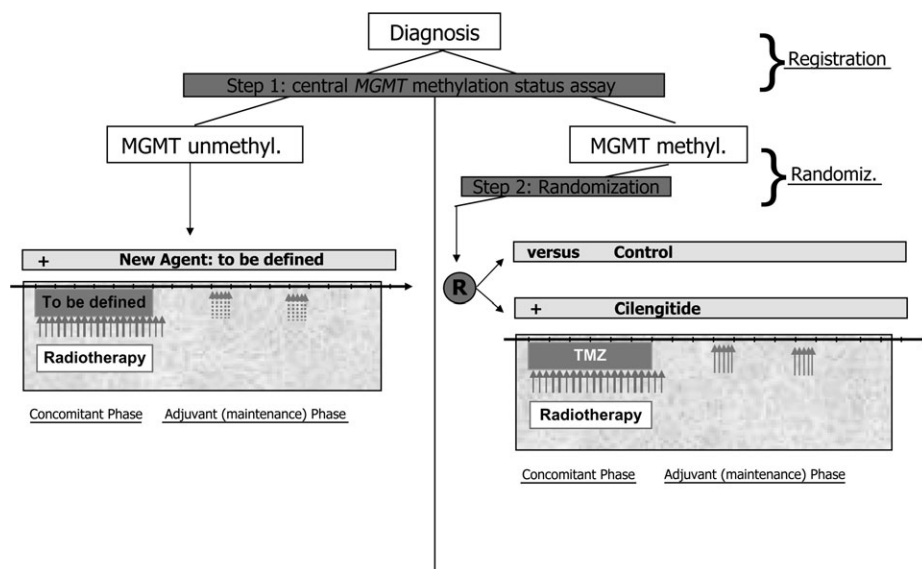 Diagnosis
Registration
Step 1: central MGMT methylation status assay
MGMT unmethyl.
MGMT methyl.
Randomiz.
Step 2: Randomization
+ New Agent: to be defined
versus Control
R
+ Cilengitide
To be defined
Radiotherapy
TMZ
Radiotherapy
Concomitant Phase Adjuvant (maintenance) Phase
Concomitant Phase Adjuvant (maintenance) Phase